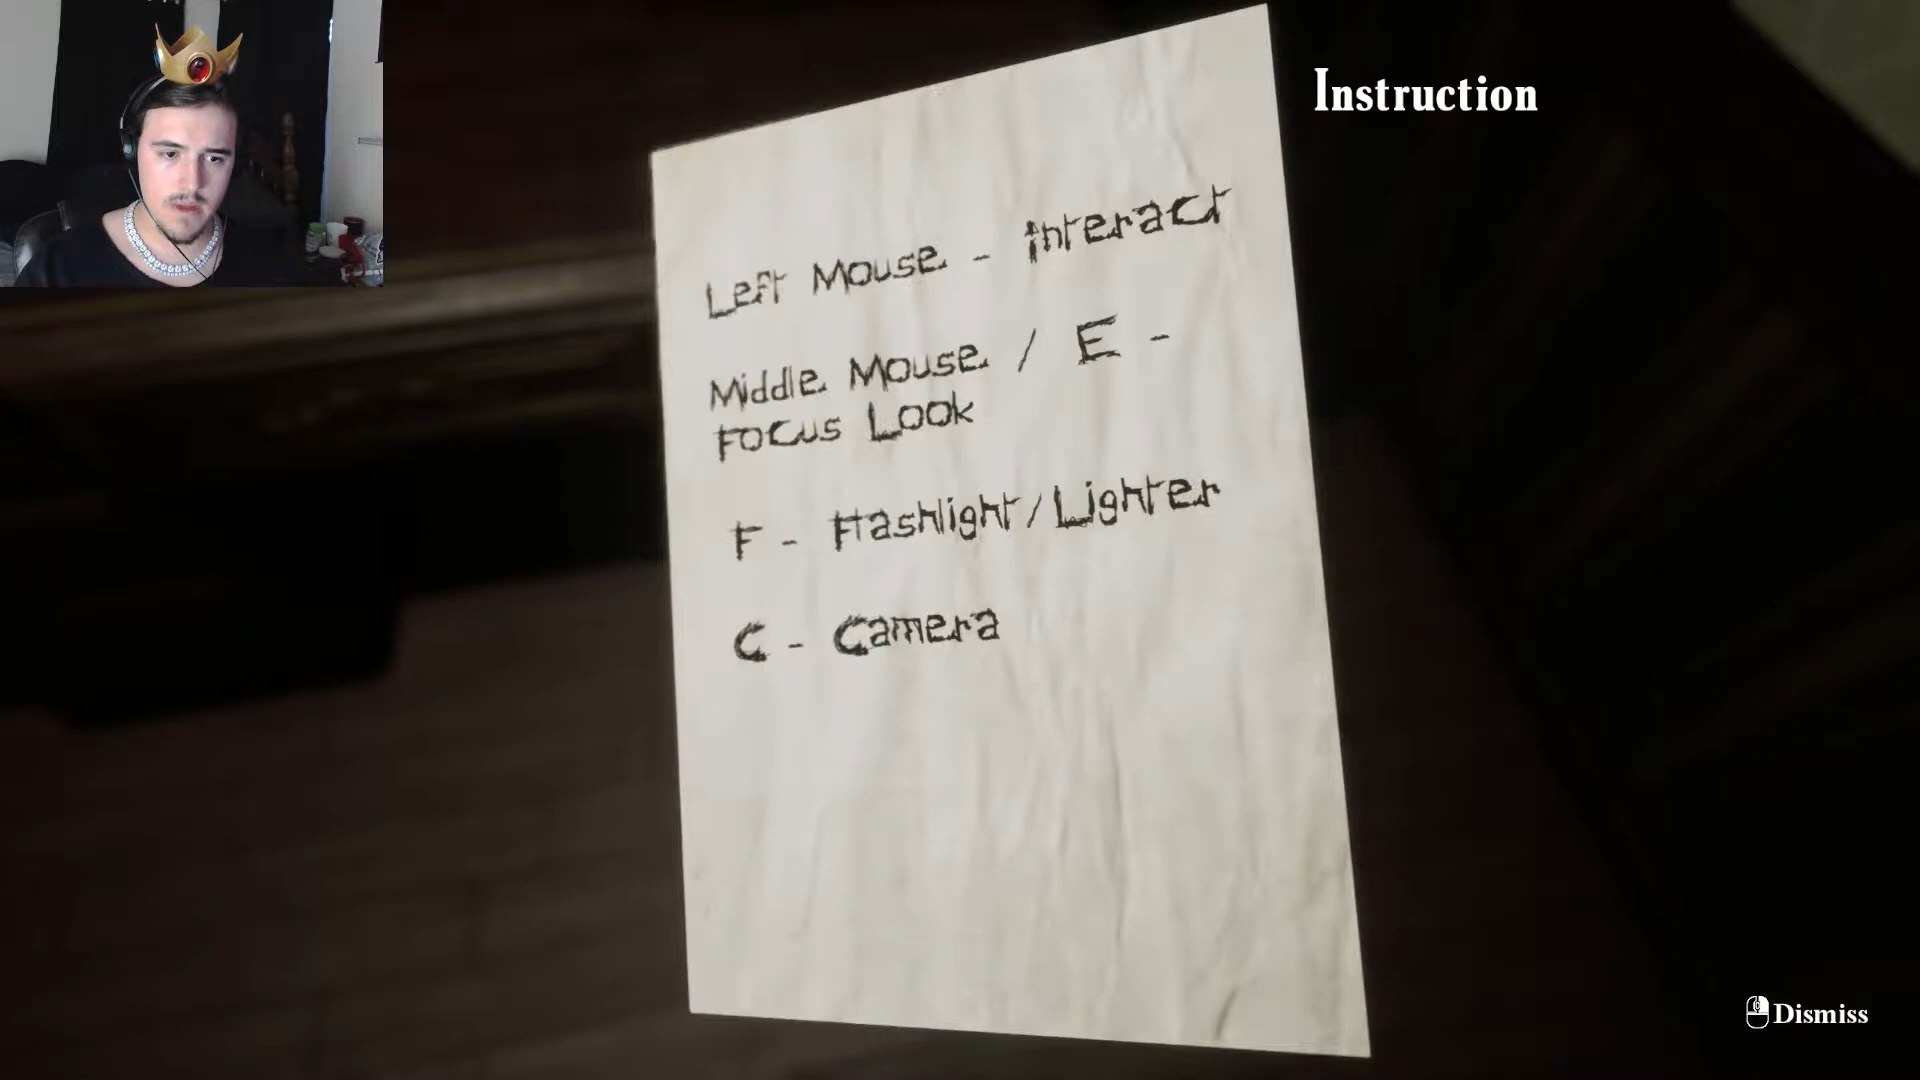 Instruction
Left Mouse - interact
Middle Mouse / E -
Focus Look
F - Flashlight/Lighter
C - Camera
Dismiss